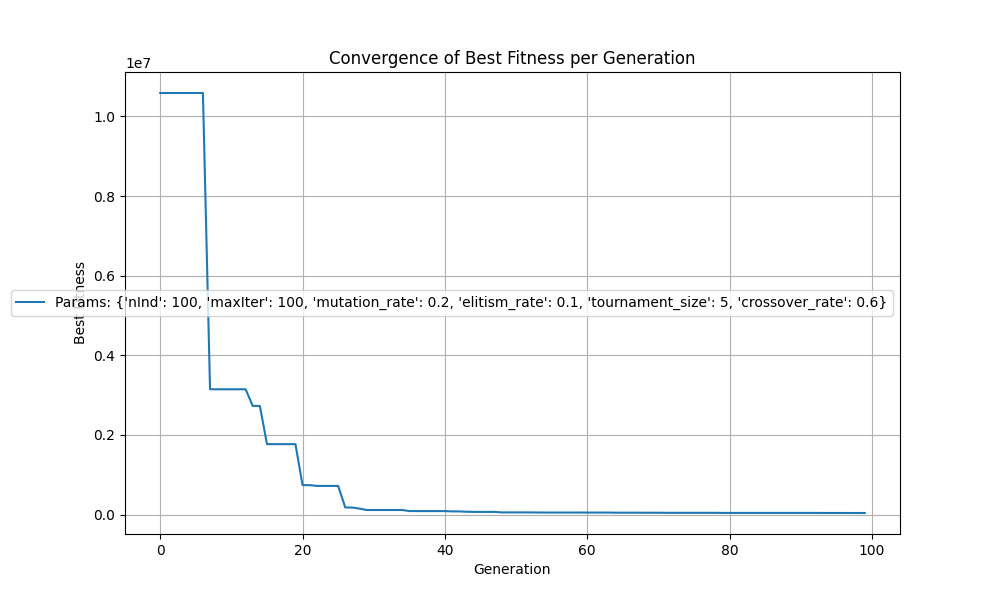 Convergence of Best Fitness per Generation
1e7
1.0
0.8
0.6
0.4
0.2
0.0
Best Fitness
Params: {'nInd': 100, 'maxIter': 100, 'mutation_rate': 0.2, 'elitism_rate': 0.1, 'tournament_size': 5, 'crossover_rate': 0.6}
0 20 40 60 80 100
Generation